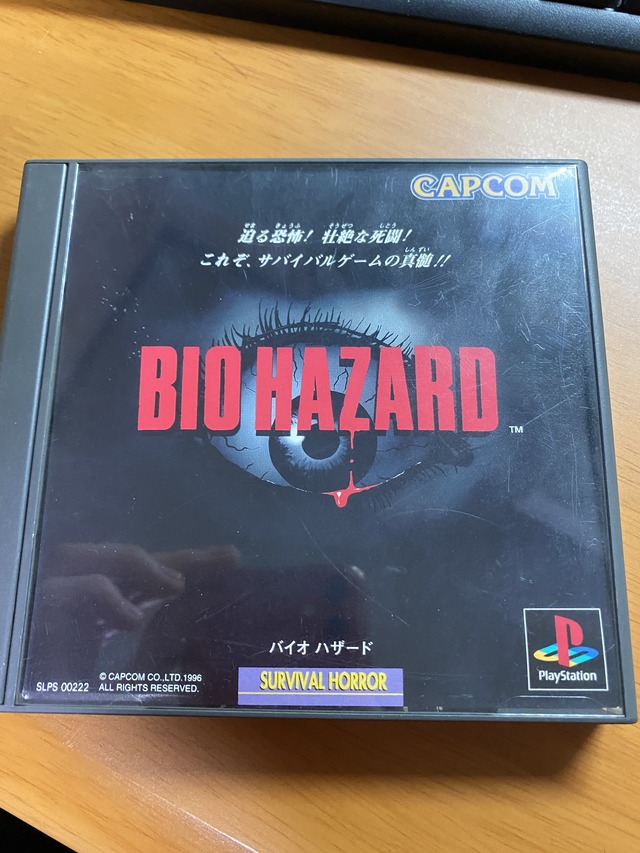 CAPCOM
迫る恐怖! 壮絶な死闘!
これぞ、サバイバルゲームの真髄!!
BIO HAZARD™
バイオ ハザード
SURVIVAL HORROR
SLPS 00222
© CAPCOM CO.,LTD.1996
ALL RIGHTS RESERVED.
PlayStation